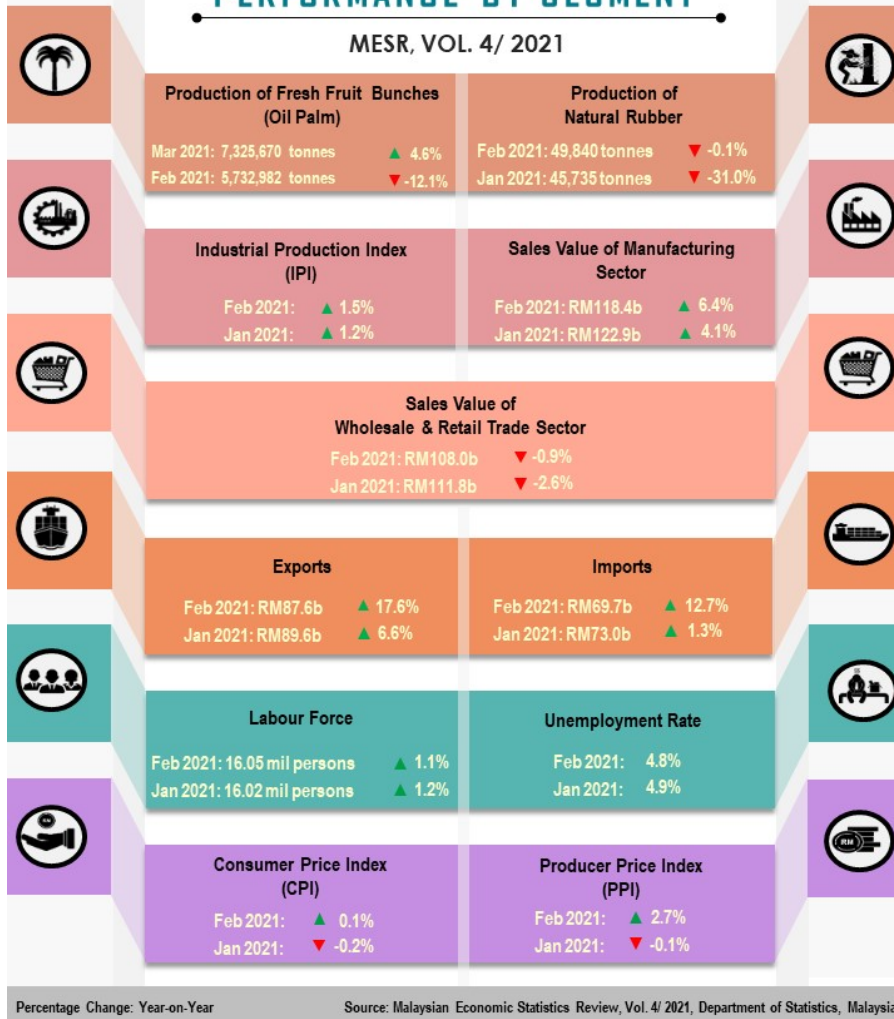 PERFORMANCE BY SEGMENT
MESR, VOL. 4/ 2021
Production of Fresh Fruit Bunches
(Oil Palm)
Mar 2021: 7,325,670 tonnes ▲ 4.6%
Feb 2021: 5,732,982 tonnes ▼ -12.1%
Production of
Natural Rubber
Feb 2021: 49,840 tonnes ▼ -0.1%
Jan 2021: 45,735 tonnes ▼ -31.0%
Industrial Production Index
(IPI)
Feb 2021: ▲ 1.5%
Jan 2021: ▲ 1.2%
Sales Value of Manufacturing
Sector
Feb 2021: RM118.4b ▲ 6.4%
Jan 2021: RM122.9b ▲ 4.1%
Sales Value of
Wholesale & Retail Trade Sector
Feb 2021: RM108.0b ▼ -0.9%
Jan 2021: RM111.8b ▼ -2.6%
Exports
Feb 2021: RM87.6b ▲ 17.6%
Jan 2021: RM89.6b ▲ 6.6%
Imports
Feb 2021: RM69.7b ▲ 12.7%
Jan 2021: RM73.0b ▲ 1.3%
Labour Force
Feb 2021: 16.05 mil persons ▲ 1.1%
Jan 2021: 16.02 mil persons ▲ 1.2%
Unemployment Rate
Feb 2021: 4.8%
Jan 2021: 4.9%
Consumer Price Index
(CPI)
Feb 2021: ▲ 0.1%
Jan 2021: ▼ -0.2%
RM
Producer Price Index
(PPI)
Feb 2021: ▲ 2.7%
Jan 2021: ▼ -0.1%
Percentage Change: Year-on-Year
Source: Malaysian Economic Statistics Review, Vol. 4/ 2021, Department of Statistics, Malaysia